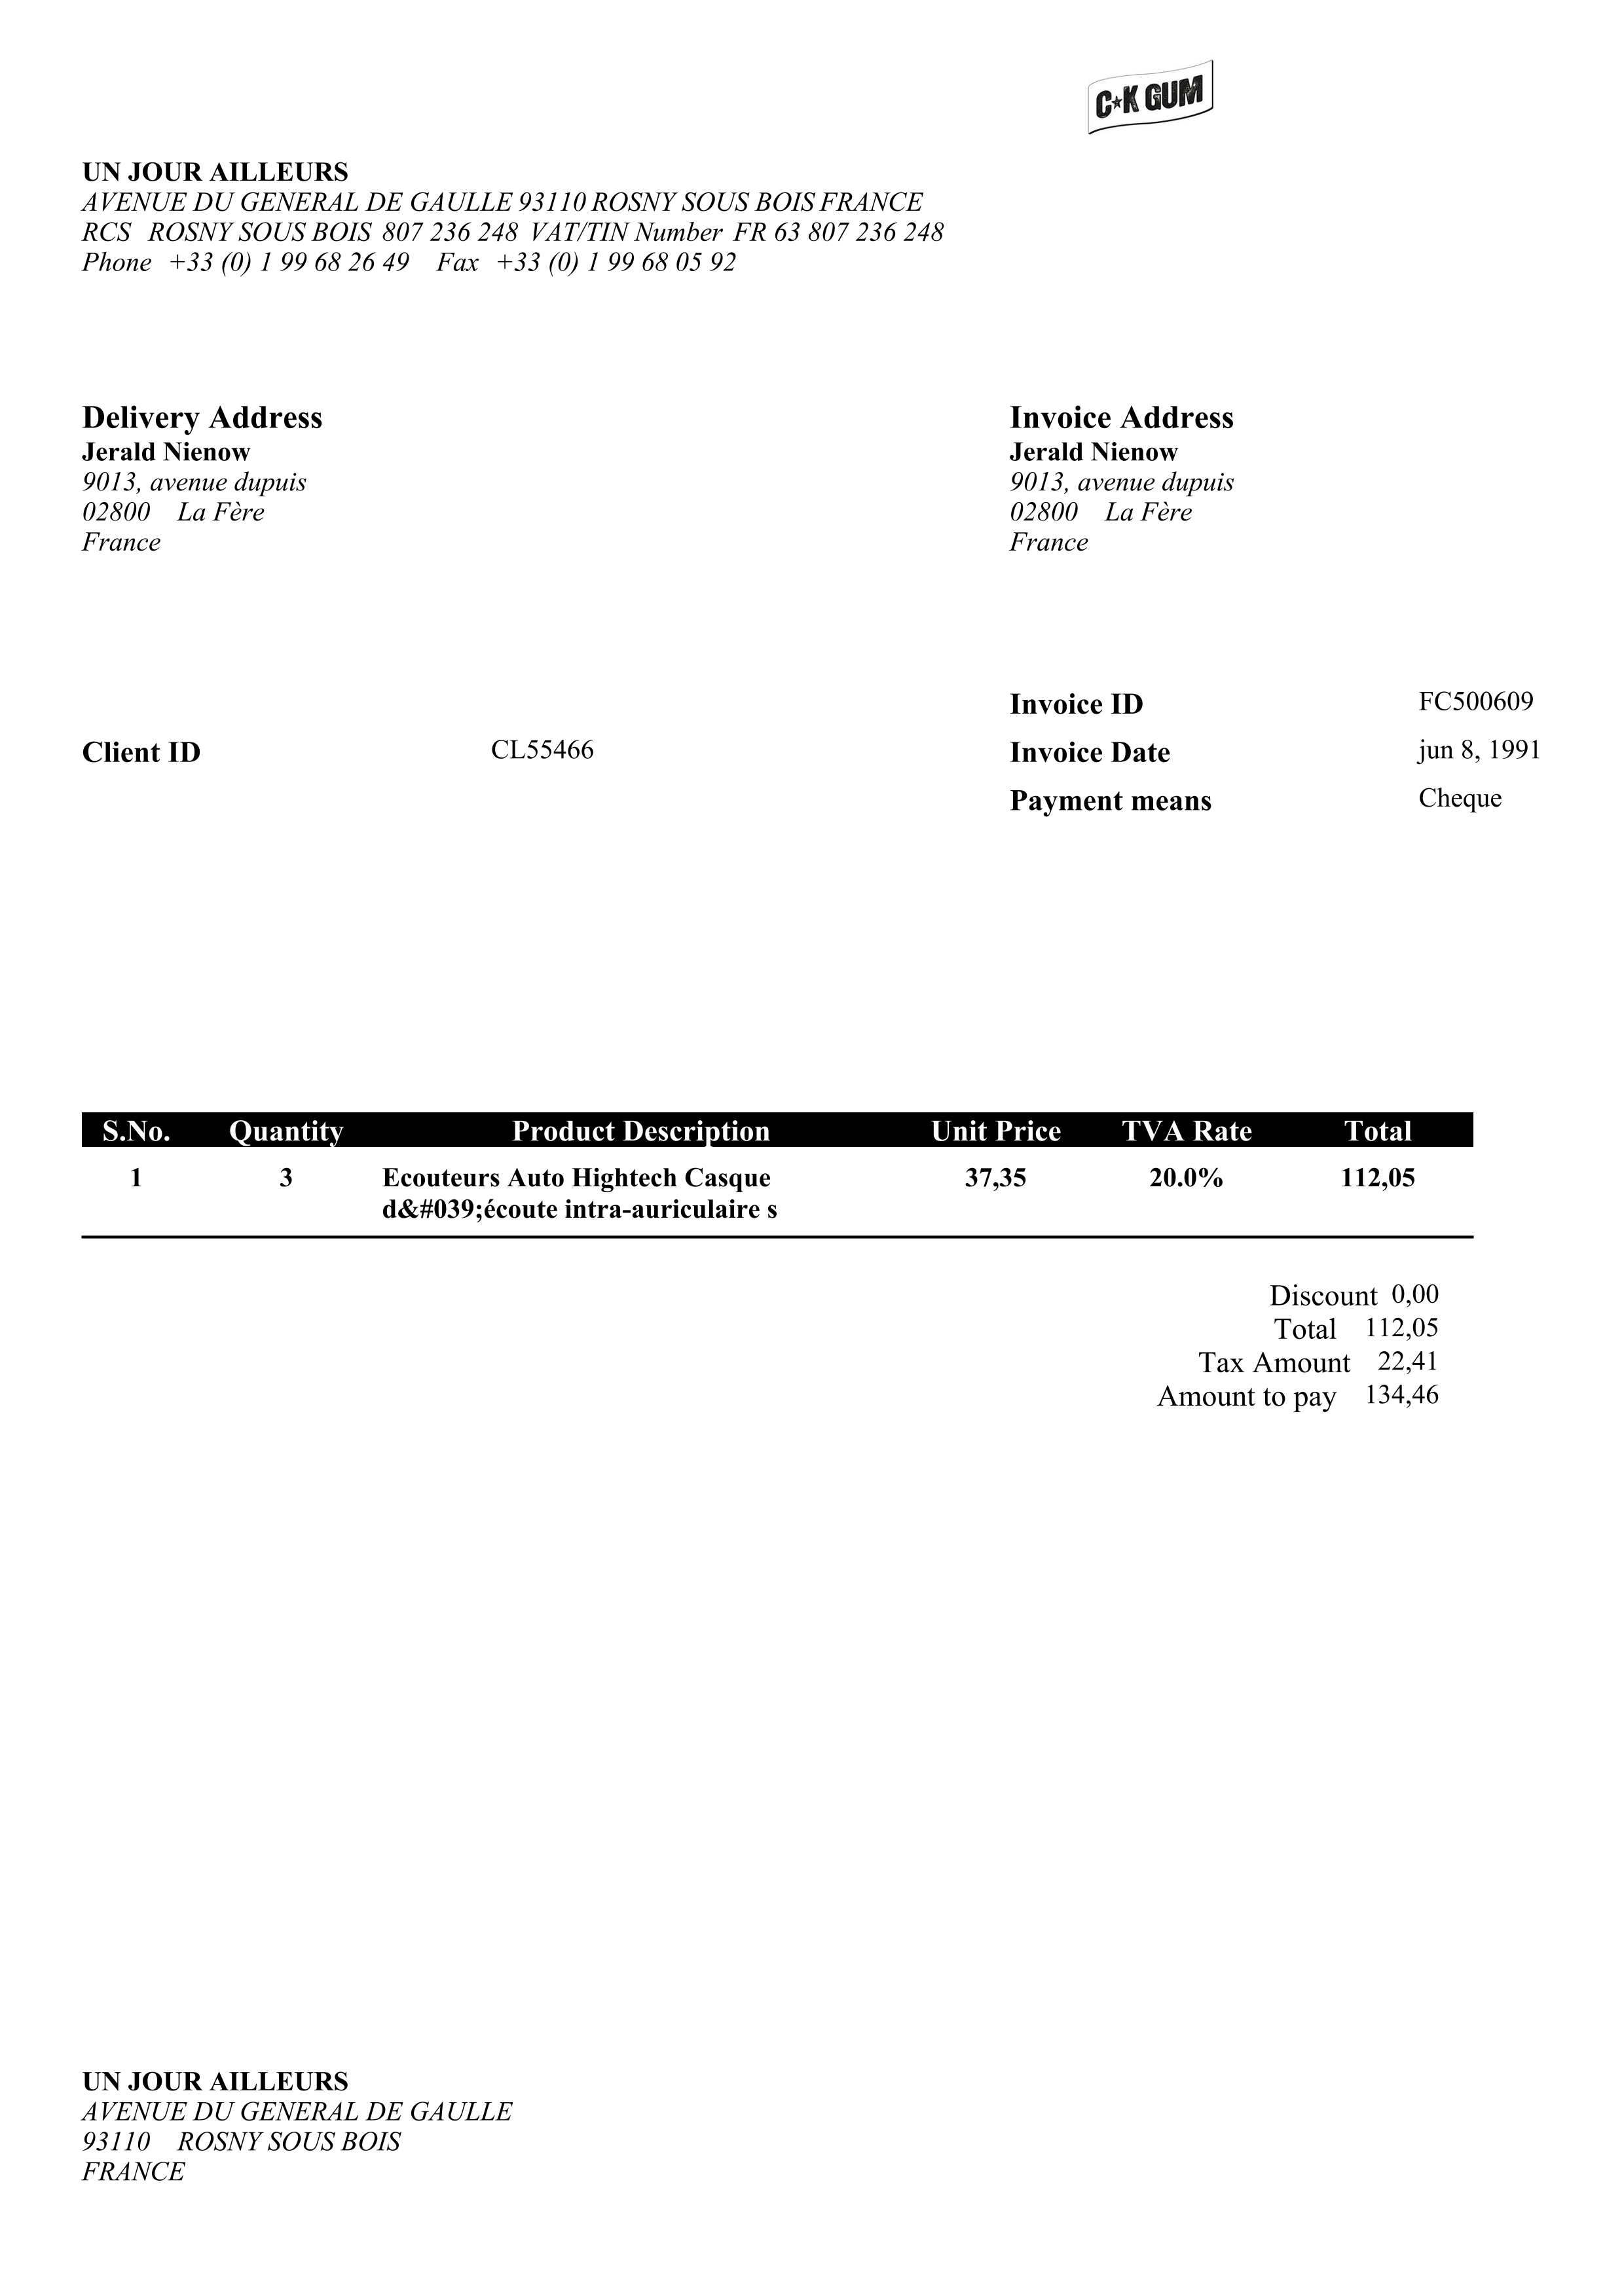 C★K GUM
UN JOUR AILLEURS
AVENUE DU GENERAL DE GAULLE 93110 ROSNY SOUS BOIS FRANCE
RCS ROSNY SOUS BOIS 807 236 248 VAT/TIN Number FR 63 807 236 248
Phone +33 (0) 1 99 68 26 49 Fax +33 (0) 1 99 68 05 92
Delivery Address
Jerald Nienow
9013, avenue dupuis
02800 La Fère
France
Invoice Address
Jerald Nienow
9013, avenue dupuis
02800 La Fère
France
Invoice ID FC500609
Client ID CL55466
Invoice Date jun 8, 1991
Payment means Cheque
S.No. Quantity Product Description Unit Price TVA Rate Total
1 3 Ecouteurs Auto Hightech Casque 37,35 20.0% 112,05
d&#039;écoute intra-auriculaire s
Discount 0,00
Total 112,05
Tax Amount 22,41
Amount to pay 134,46
UN JOUR AILLEURS
AVENUE DU GENERAL DE GAULLE
93110 ROSNY SOUS BOIS
FRANCE